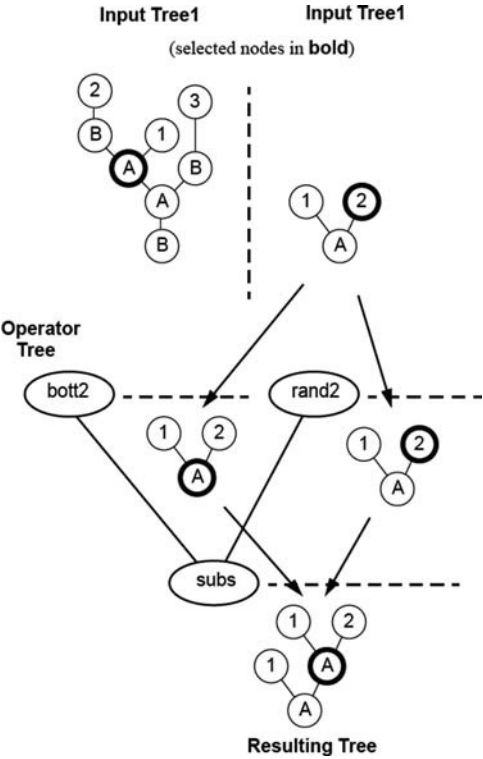 Input Tree1 Input Tree1
(selected nodes in bold)
2 3
B 1
A B
1 2
A
A
B
Operator
Tree
bott2 rand2
1 2
1 2
A
A
subs
1 2
1 A
A
Resulting Tree